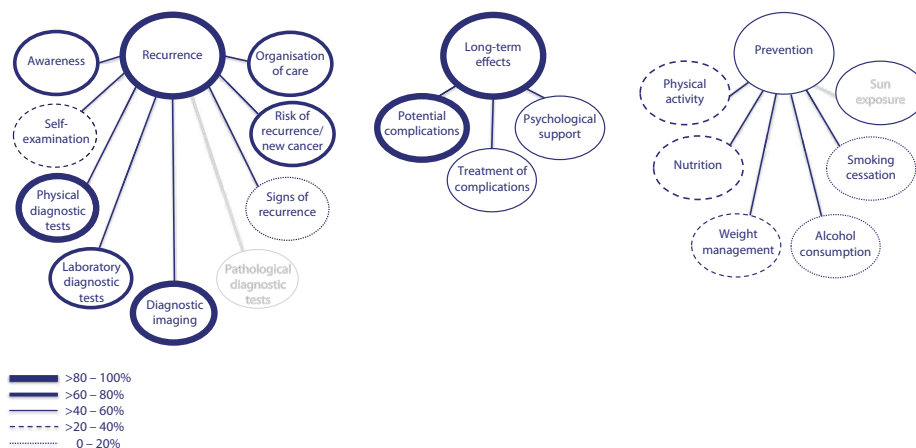 Recurrence
Awareness
Organisation
of care
Self-
examination
Risk of
recurrence/
new cancer
Physical
diagnostic
tests
Signs of
recurrence
Laboratory
diagnostic
tests
Pathological
diagnostic
tests
Diagnostic
imaging
Long-term
effects
Potential
complications
Psychological
support
Treatment of
complications
Prevention
Physical
activity
Sun
exposure
Nutrition
Smoking
cessation
Weight
management
Alcohol
consumption
>80 – 100%
>60 – 80%
>40 – 60%
>20 – 40%
0 – 20%